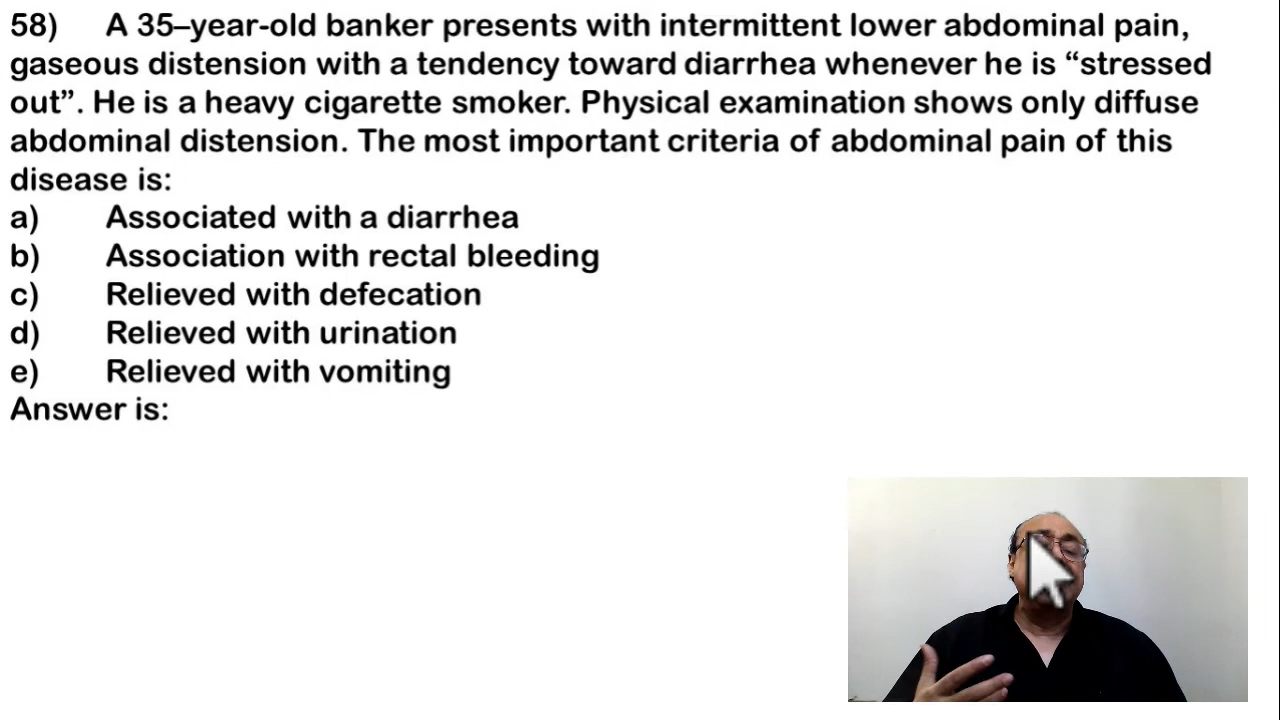 58) A 35–year-old banker presents with intermittent lower abdominal pain,
gaseous distension with a tendency toward diarrhea whenever he is “stressed
out”. He is a heavy cigarette smoker. Physical examination shows only diffuse
abdominal distension. The most important criteria of abdominal pain of this
disease is:
a) Associated with a diarrhea
b) Association with rectal bleeding
c) Relieved with defecation
d) Relieved with urination
e) Relieved with vomiting
Answer is: